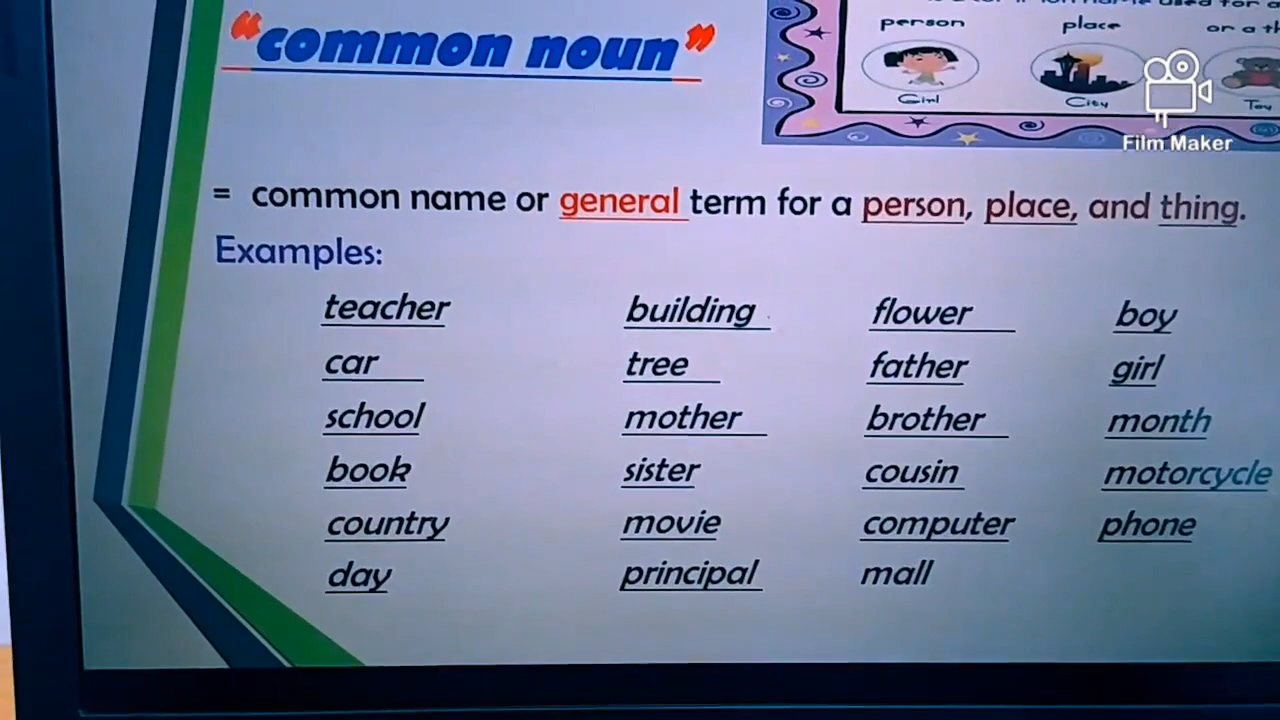 "common noun"
person place
Girl City Toy
Film Maker
= common name or general term for a person, place, and thing.
Examples:
teacher building flower boy
car tree father girl
school mother brother month
book sister cousin motorcycle
country movie computer phone
day principal mall